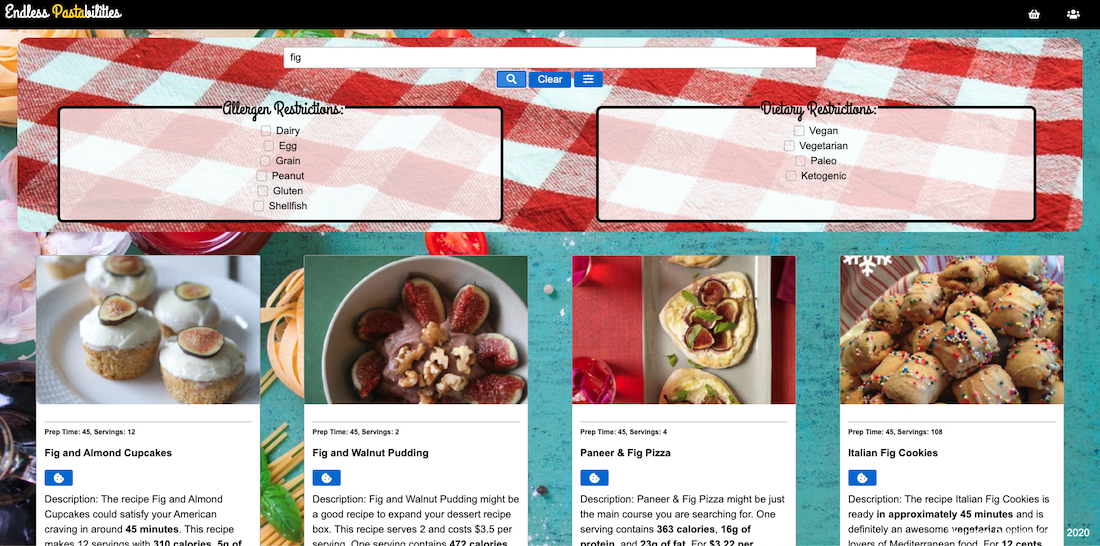 Endless Pastabilities
fig
Clear
Allergen Restrictions:
Dairy
Egg
Grain
Peanut
Gluten
Shellfish
Dietary Restrictions:
Vegan
Vegetarian
Paleo
Ketogenic
Prep Time: 45, Servings: 12
Fig and Almond Cupcakes
Description: The recipe Fig and Almond
Cupcakes could satisfy your American
craving in around 45 minutes. This recipe
makes 12 servings with 310 calories, 5g of
Prep Time: 45, Servings: 2
Fig and Walnut Pudding
Description: Fig and Walnut Pudding might be
a good recipe to expand your dessert recipe
box. This recipe serves 2 and costs $3.5 per
serving. One serving contains 472 calories,
Prep Time: 45, Servings: 4
Paneer & Fig Pizza
Description: Paneer & Fig Pizza might be just
the main course you are searching for. One
serving contains 363 calories, 16g of
protein, and 23g of fat. For $3.22 per
Prep Time: 45, Servings: 108
Italian Fig Cookies
Description: The recipe Italian Fig Cookies is
ready in approximately 45 minutes and is
definitely an awesome vegetarian option for
lovers of Mediterranean food. For 12 cents
2020